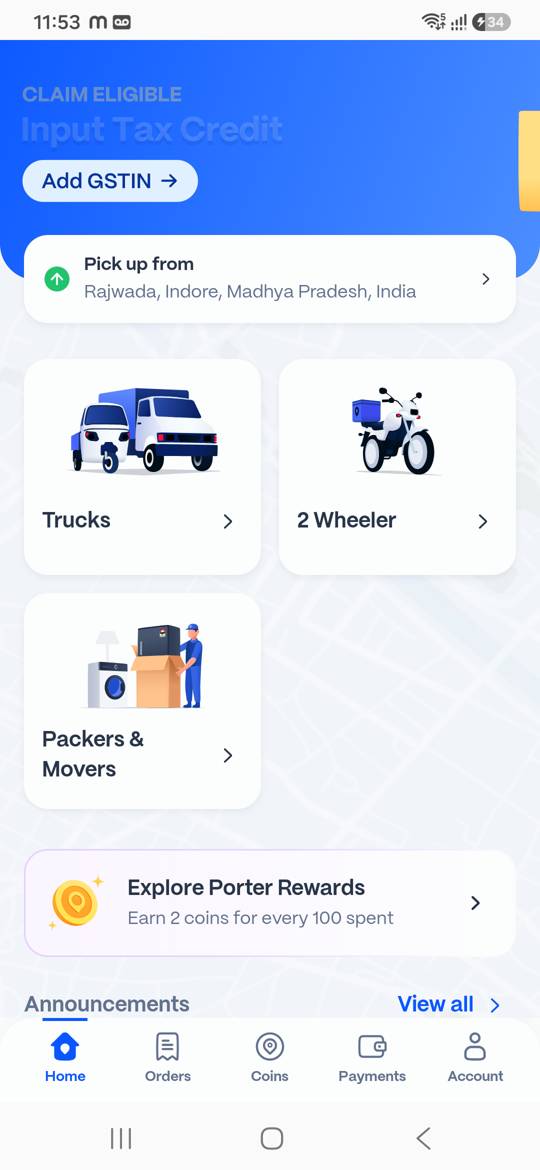 11:53 m
5 34
CLAIM ELIGIBLE
Input Tax Credit
Add GSTIN →
Pick up from
Rajwada, Indore, Madhya Pradesh, India
Trucks
2 Wheeler
Packers &
Movers
Explore Porter Rewards
Earn 2 coins for every 100 spent
Announcements
View all
Home
Orders
Coins
Payments
Account